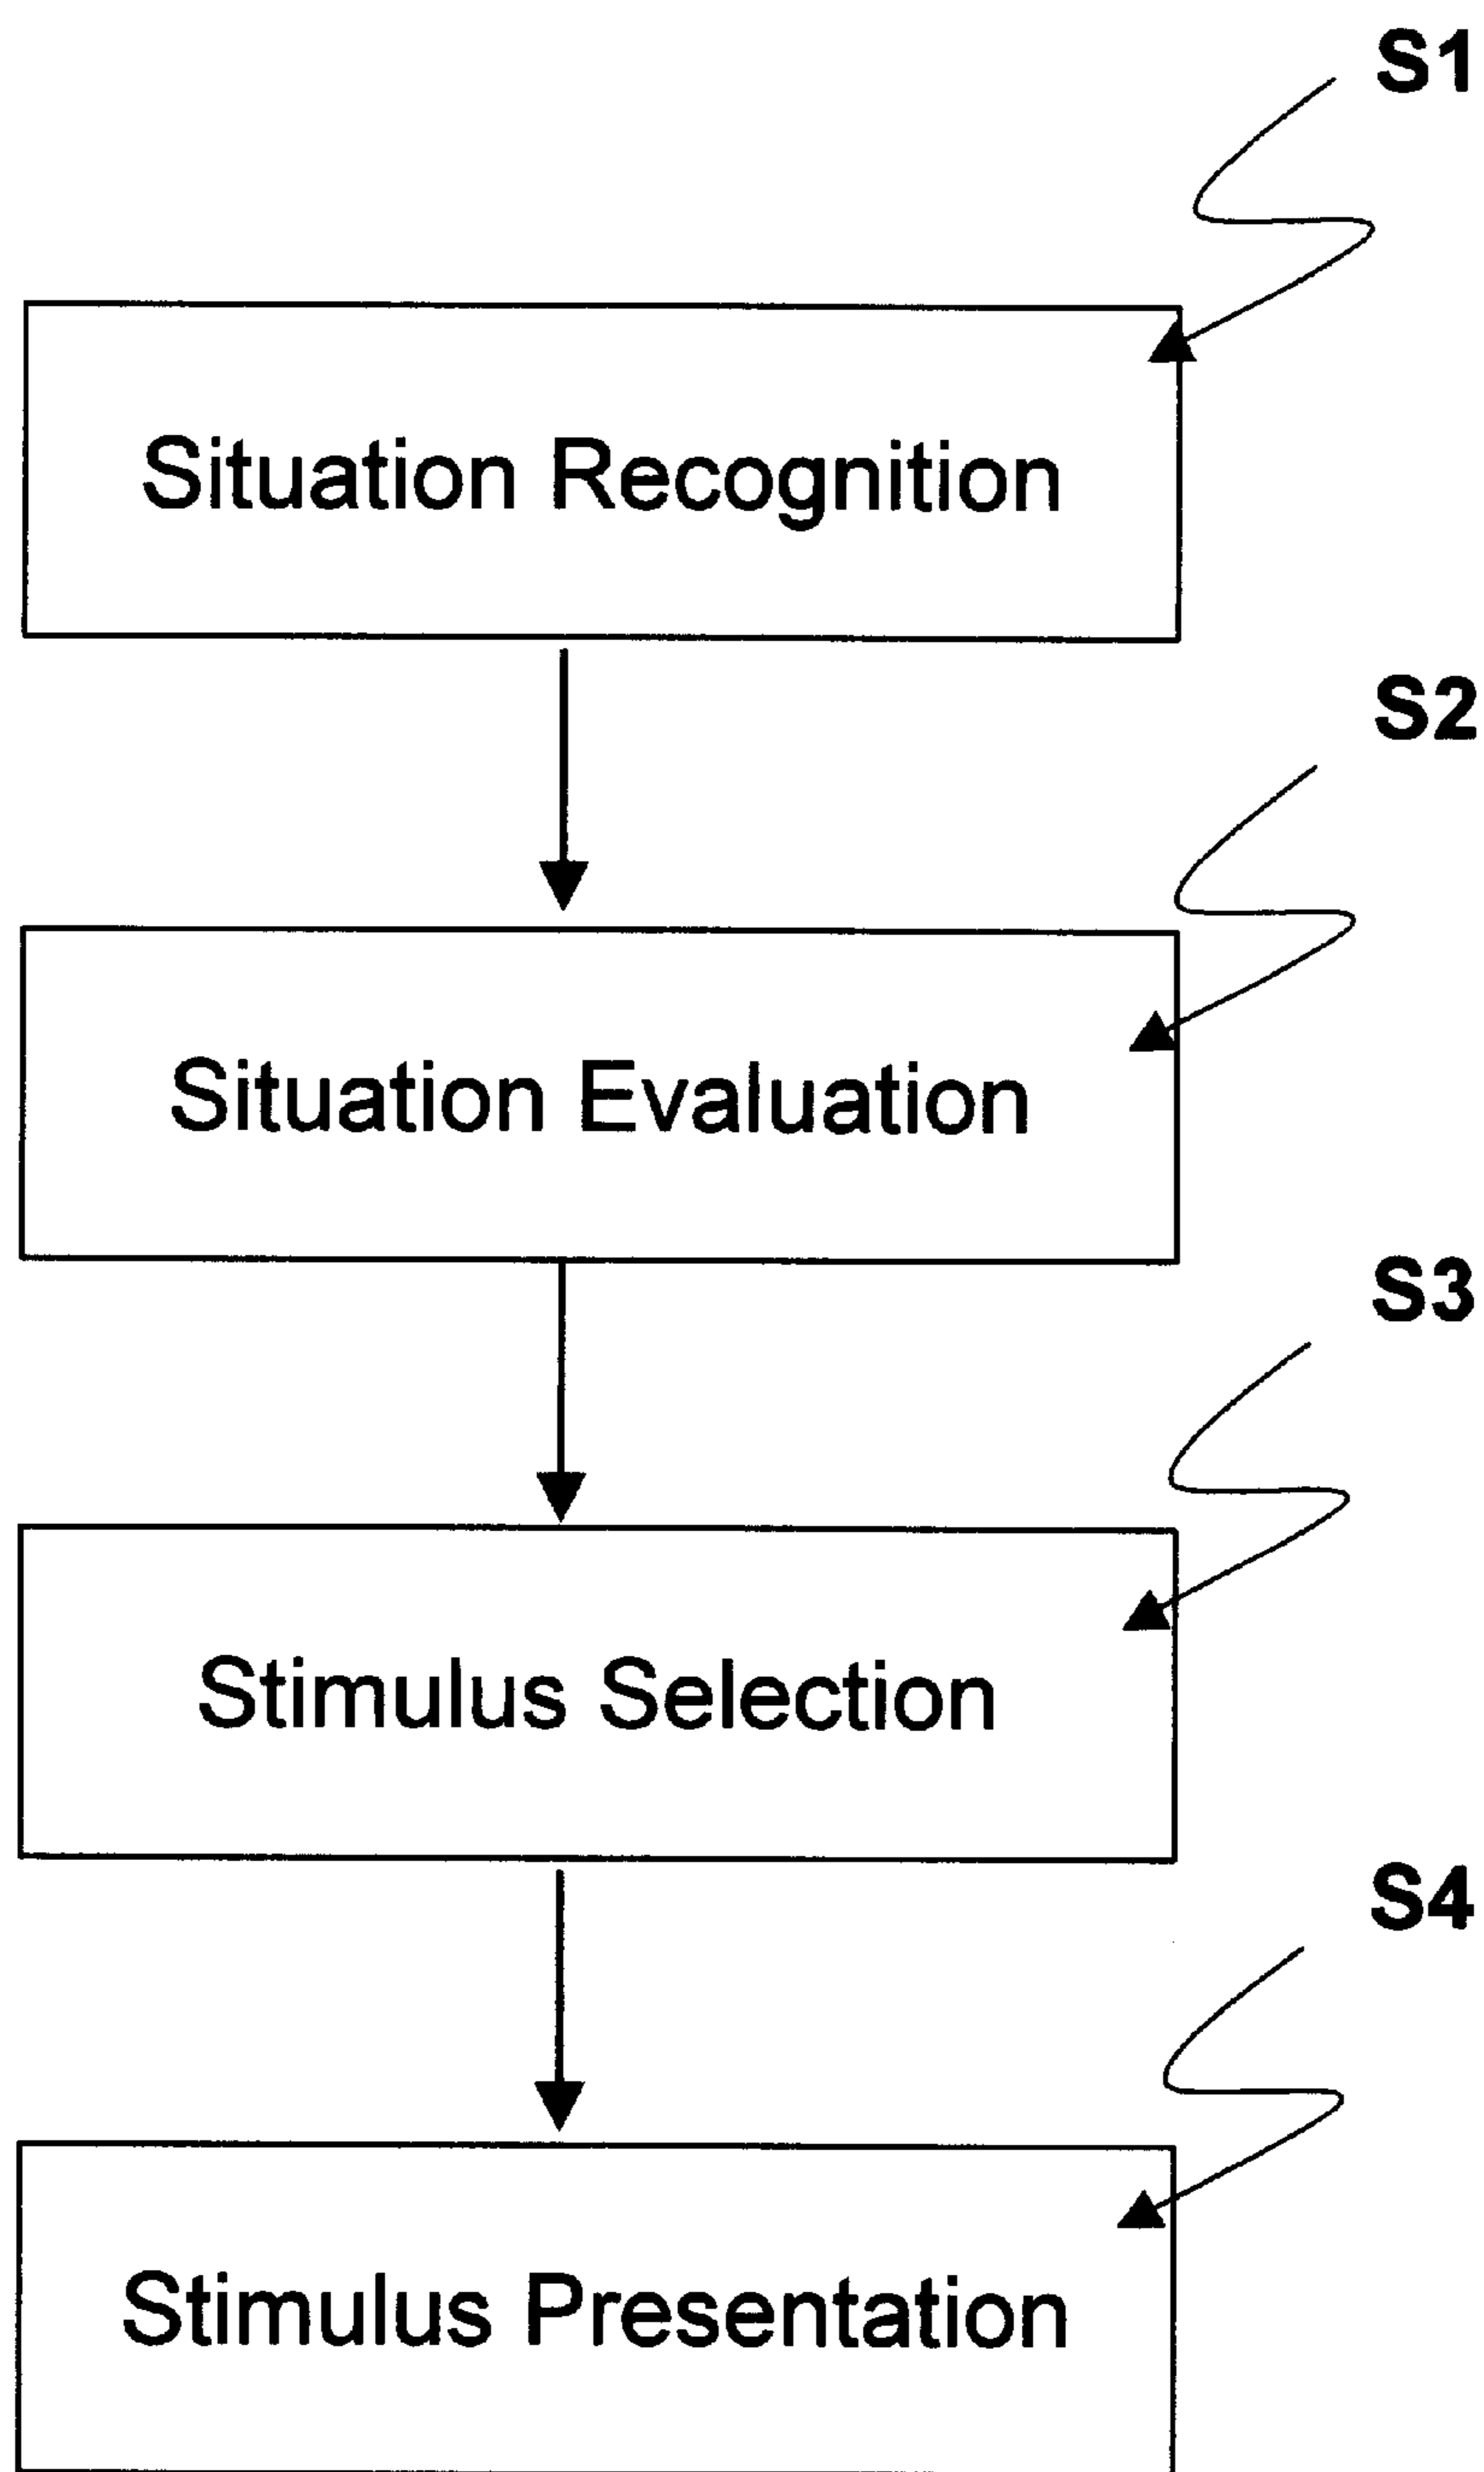 S1
Situation Recognition
S2
Situation Evaluation
S3
Stimulus Selection
S4
Stimulus Presentation